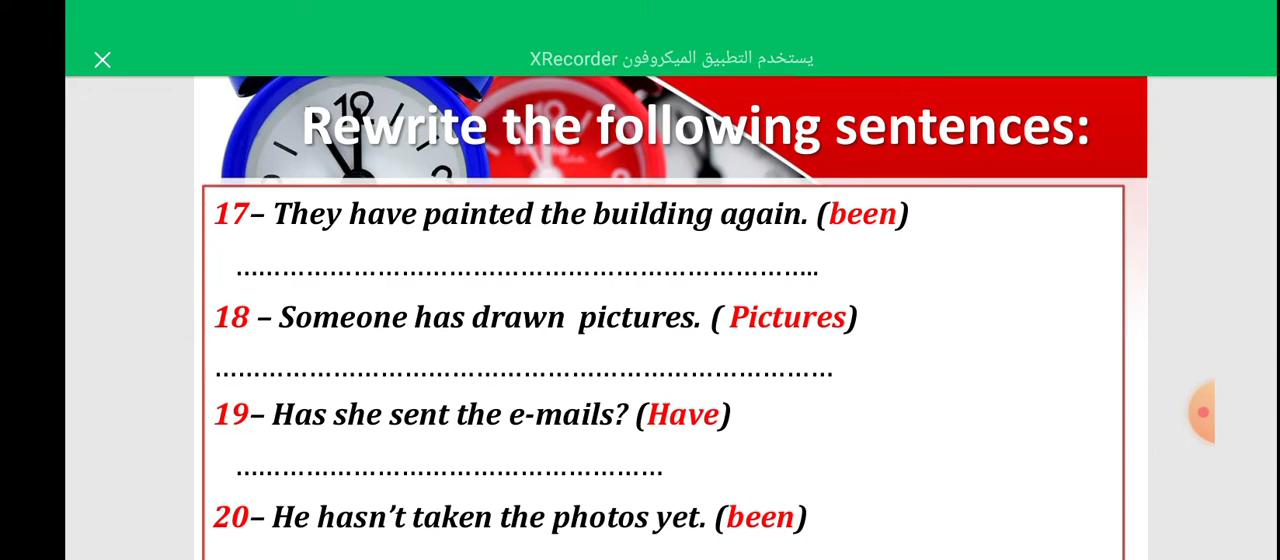 يستخدم التطبيق الميكروفون XRecorder
Rewrite the following sentences:
17– They have painted the building again. (been)
………………………………………………………………..
18 – Someone has drawn  pictures. ( Pictures)
……………………………………………………………………
19– Has she sent the e-mails? (Have)
………………………………………………
20– He hasn't taken the photos yet. (been)